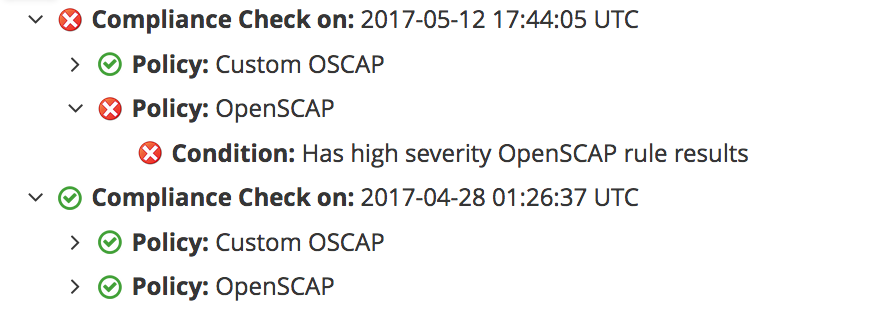 Compliance Check on: 2017-05-12 17:44:05 UTC
Policy: Custom OSCAP
Policy: OpenSCAP
Condition: Has high severity OpenSCAP rule results
Compliance Check on: 2017-04-28 01:26:37 UTC
Policy: Custom OSCAP
Policy: OpenSCAP